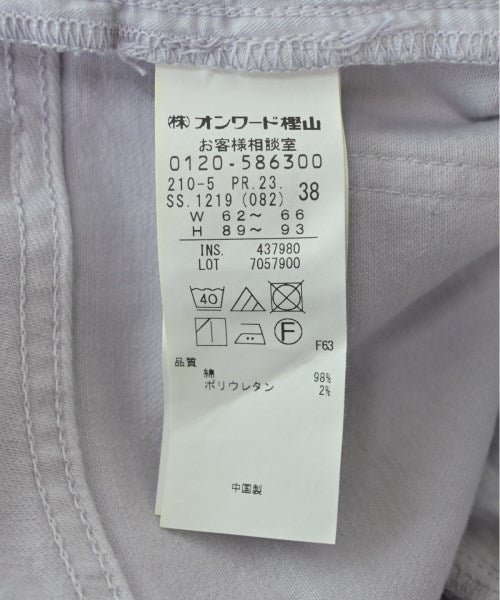 (株)オンワード樫山
お客様相談室
0120-586300
210-5 PR.23.
SS.1219 (082) 38
W 62～ 66
H 89～ 93
INS. 437980
LOT 7057900
40
F
F63
品質
綿 98%
ポリウレタン 2%
中国製